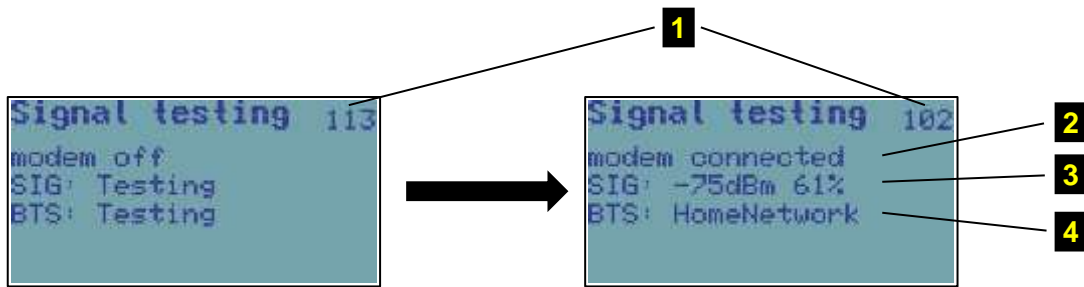 1
Signal testing 113
modem off
SIG: Testing
BTS: Testing
Signal testing 102
modem connected
SIG: -75dBm 61%
BTS: HomeNetwork
2
3
4